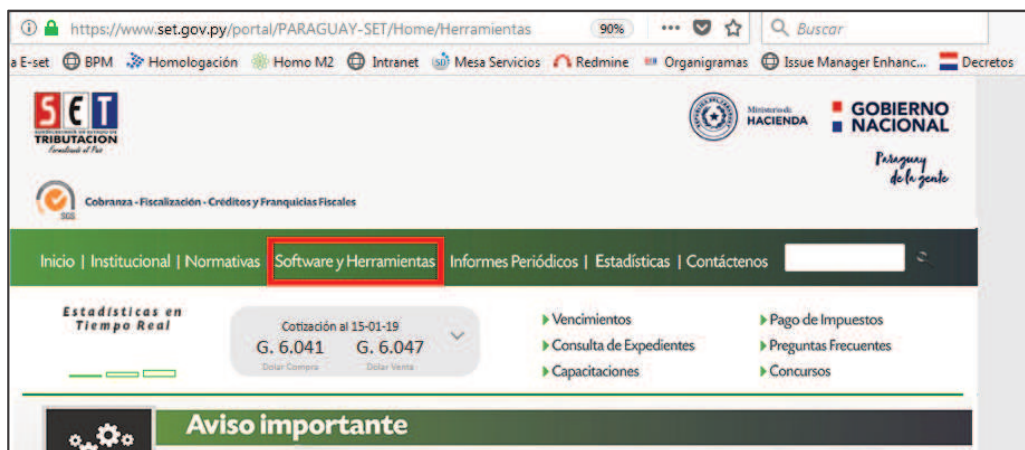 https://www.set.gov.py/portal/PARAGUAY-SET/Home/Herramientas 90% ... Buscar
a E-set BPM Homologación Homo M2 Intranet Mesa Servicios Redmine Organigramas Issue Manager Enhanc... Decretos
SET
TRIBUTACION
Formalizando el País
Ministerio de
HACIENDA
GOBIERNO
NACIONAL
Paraguay
de la gente
SGS
Cobranza - Fiscalización - Créditos y Franquicias Fiscales
Inicio | Institucional | Normativas Software y Herramientas Informes Periódicos | Estadísticas | Contáctenos
Estadísticas en
Tiempo Real
Cotización al 15-01-19
G. 6.041 G. 6.047
Dolar Compra Dolar Venta
Vencimientos
Consulta de Expedientes
Capacitaciones
Pago de Impuestos
Preguntas Frecuentes
Concursos
Aviso importante